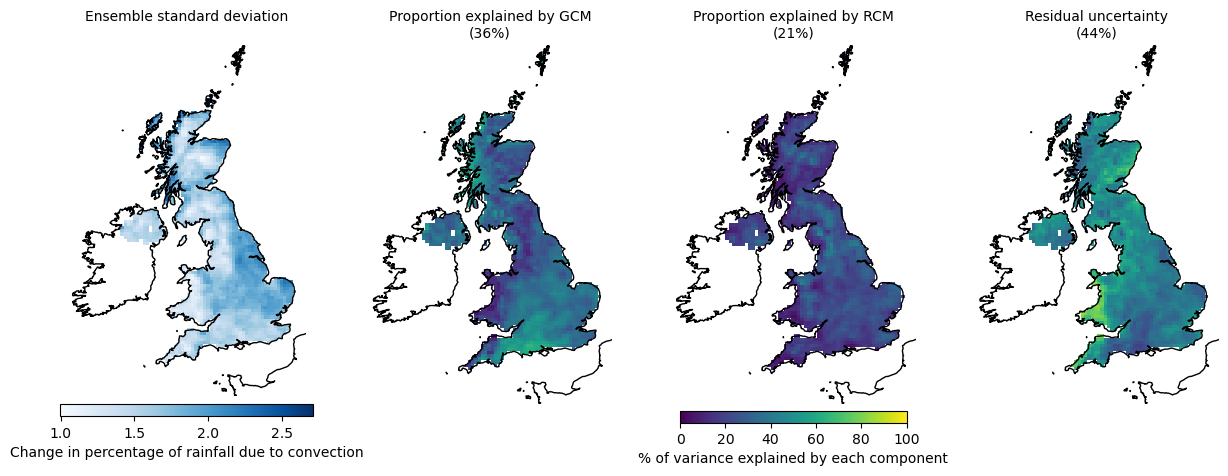 Ensemble standard deviation
Proportion explained by GCM
(36%)
Proportion explained by RCM
(21%)
Residual uncertainty
(44%)
1.0 1.5 2.0 2.5
Change in percentage of rainfall due to convection
0 20 40 60 80 100
% of variance explained by each component